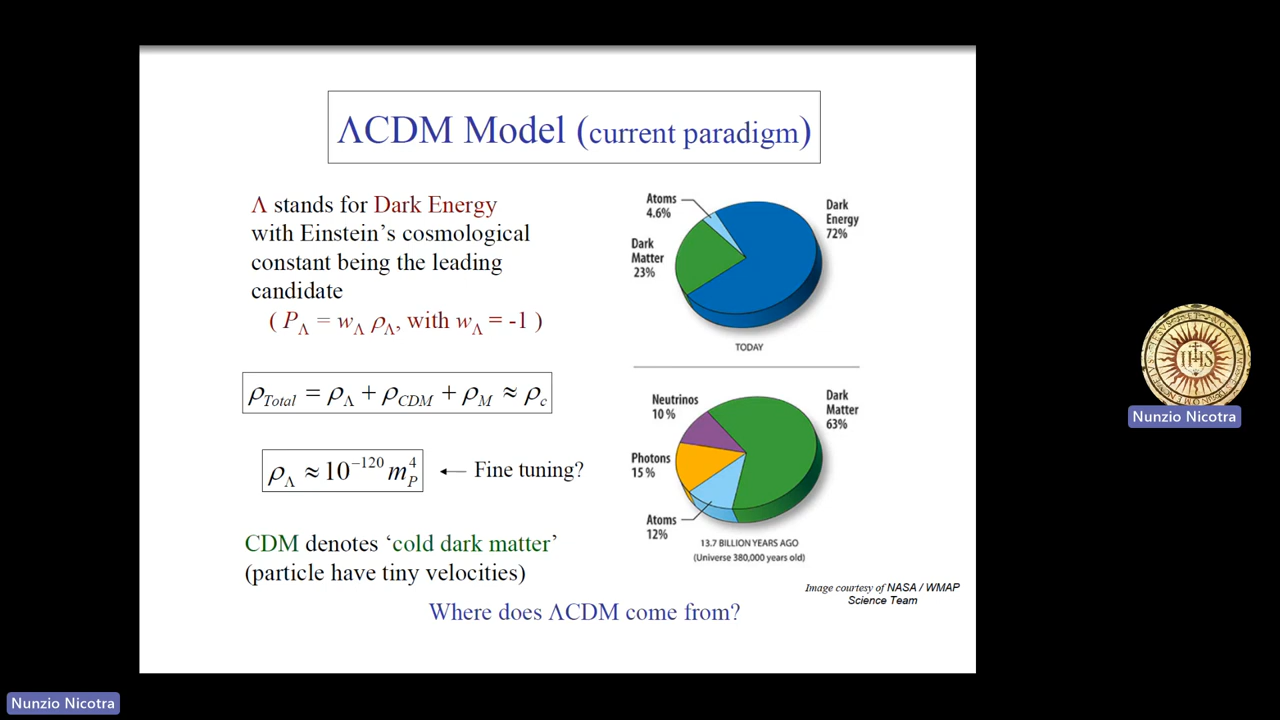 ΛCDM Model (current paradigm)
Λ stands for Dark Energy
with Einstein's cosmological
constant being the leading
candidate
( P_Λ = w_Λ ρ_Λ, with w_Λ = -1 )
ρ_Total = ρ_Λ + ρ_CDM + ρ_M ≈ ρ_c
ρ_Λ ≈ 10^-120 m_P^4 ← Fine tuning?
CDM denotes ‘cold dark matter’
(particle have tiny velocities)
Where does ΛCDM come from?
Atoms
4.6%
Dark
Energy
72%
Dark
Matter
23%
TODAY
Neutrinos
10 %
Dark
Matter
63%
Photons
15 %
Atoms
12%
13.7 BILLION YEARS AGO
(Universe 380,000 years old)
Image courtesy of NASA / WMAP
Science Team
IHS
Nunzio Nicotra
Nunzio Nicotra